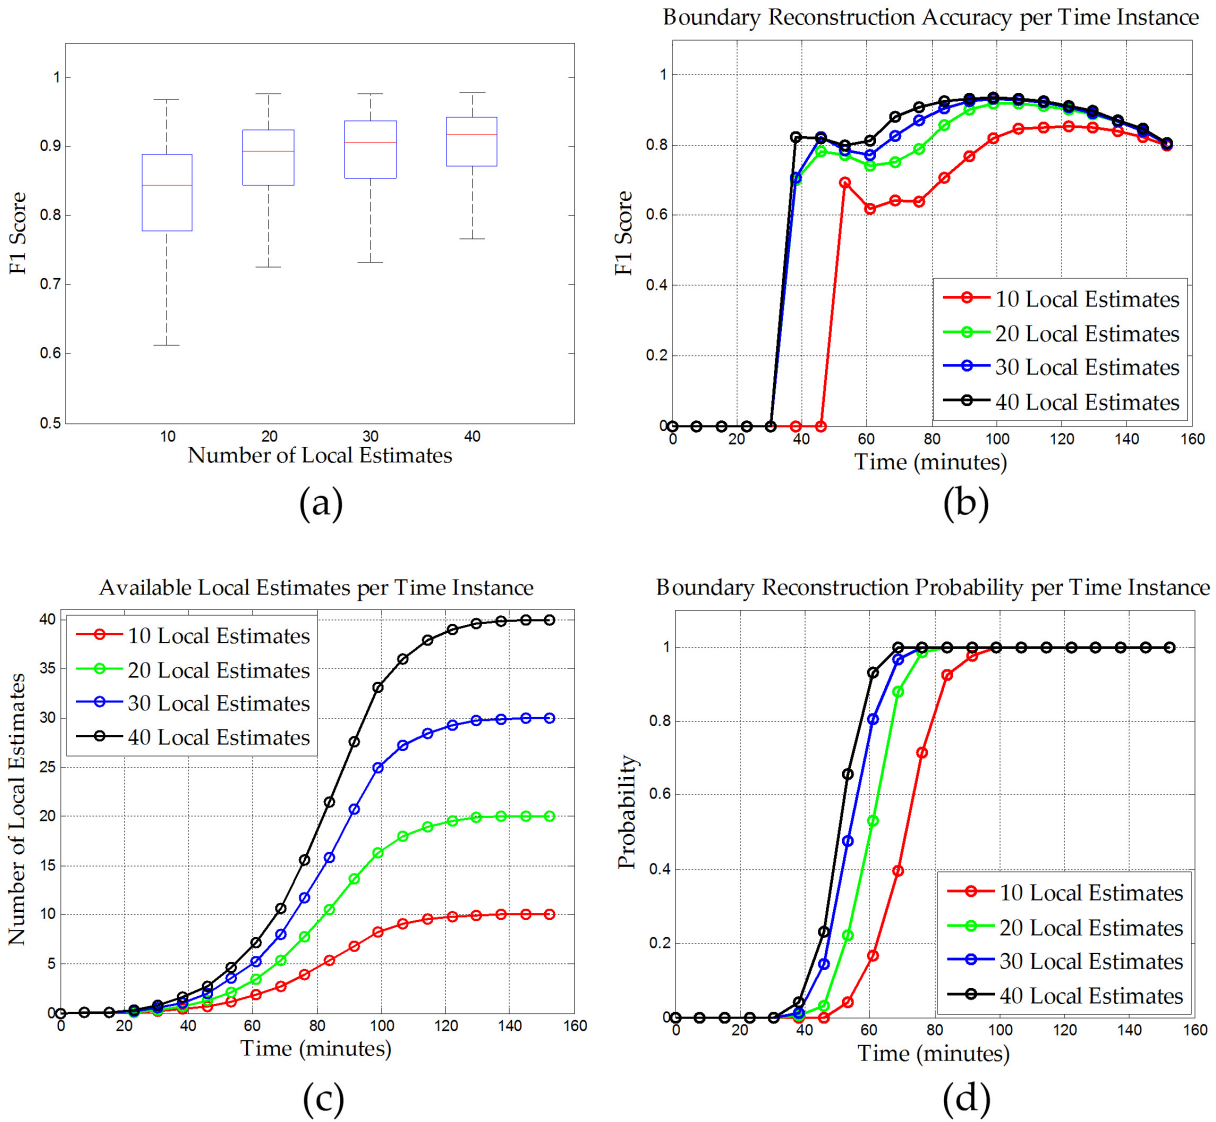 F1 Score
1
0.9
0.8
0.7
0.6
0.5
10 20 30 40
Number of Local Estimates
(a)
Boundary Reconstruction Accuracy per Time Instance
F1 Score
1
0.8
0.6
0.4
0.2
0
0 20 40 60 80 100 120 140 160
Time (minutes)
10 Local Estimates
20 Local Estimates
30 Local Estimates
40 Local Estimates
(b)
Available Local Estimates per Time Instance
Number of Local Estimates
40
35
30
25
20
15
10
5
0
0 20 40 60 80 100 120 140 160
Time (minutes)
10 Local Estimates
20 Local Estimates
30 Local Estimates
40 Local Estimates
(c)
Boundary Reconstruction Probability per Time Instance
Probability
1
0.8
0.6
0.4
0.2
0
0 20 40 60 80 100 120 140 160
Time (minutes)
10 Local Estimates
20 Local Estimates
30 Local Estimates
40 Local Estimates
(d)